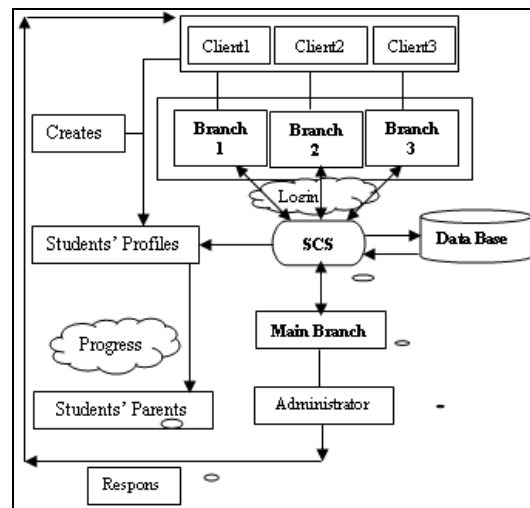 Client1 Client2 Client3
Creates
Branch
1
Branch
2
Branch
3
Login
Students' Profiles
SCS
Data Base
Progress
Main Branch
Students' Parents
Administrator
Respons